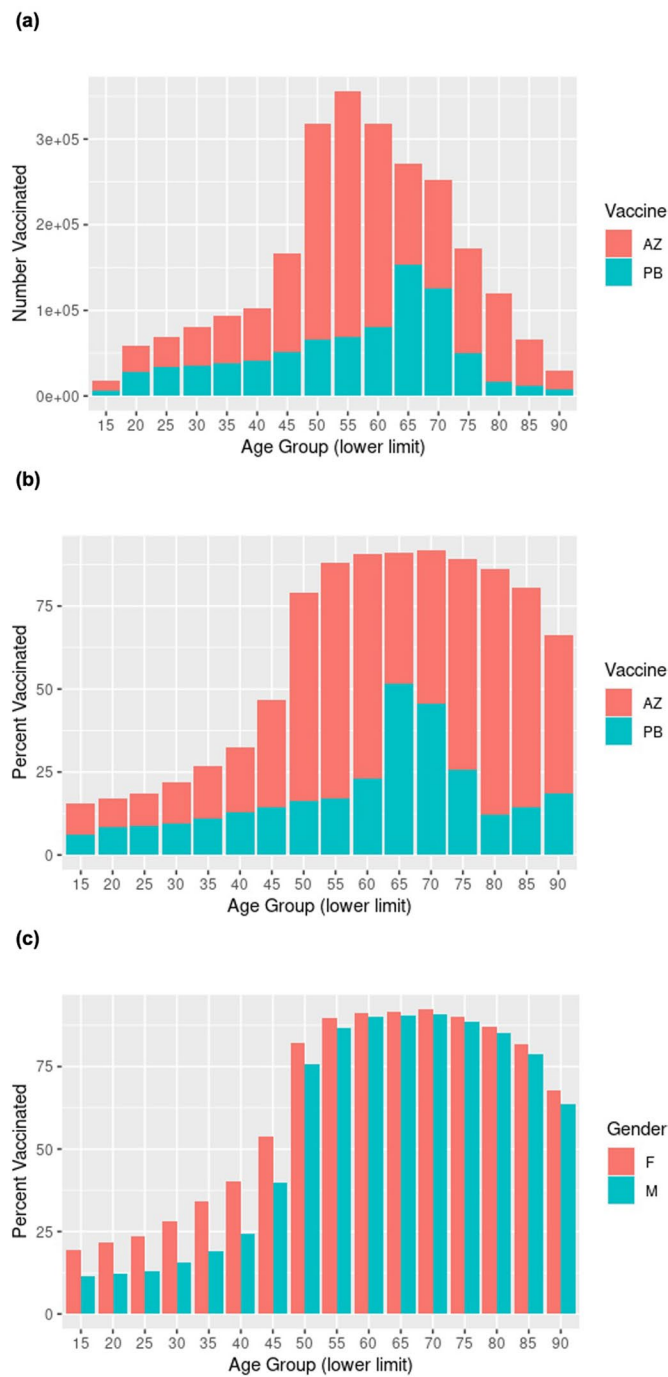 (a)
Number Vaccinated
3e+05
2e+05
1e+05
0e+00
15 20 25 30 35 40 45 50 55 60 65 70 75 80 85 90
Age Group (lower limit)
Vaccine
AZ
PB
(b)
Percent Vaccinated
75
50
25
0
15 20 25 30 35 40 45 50 55 60 65 70 75 80 85 90
Age Group (lower limit)
Vaccine
AZ
PB
(c)
Percent Vaccinated
75
50
25
0
15 20 25 30 35 40 45 50 55 60 65 70 75 80 85 90
Age Group (lower limit)
Gender
F
M